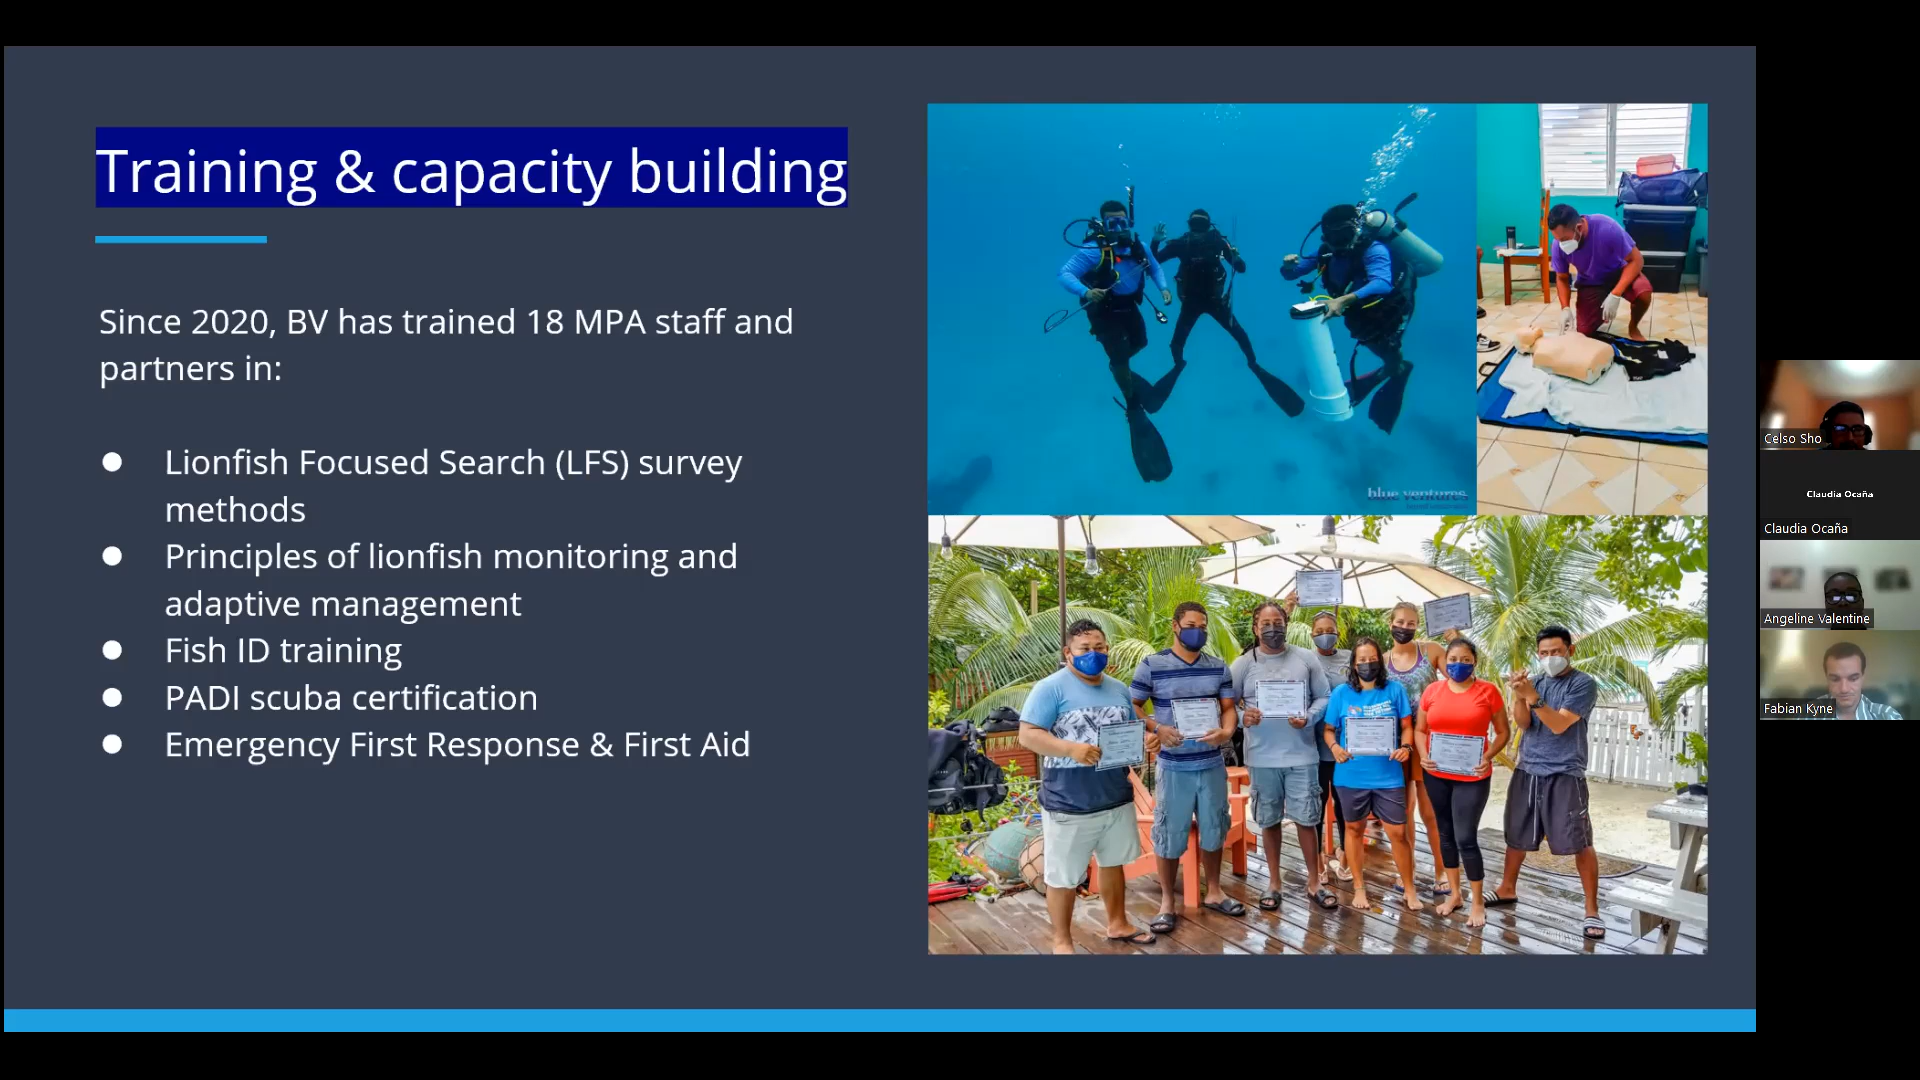 Training & capacity building
Since 2020, BV has trained 18 MPA staff and
partners in:
● Lionfish Focused Search (LFS) survey
methods
● Principles of lionfish monitoring and
adaptive management
● Fish ID training
● PADI scuba certification
● Emergency First Response & First Aid
blue ventures
Celso Sho
Claudia Ocaña
Claudia Ocaña
Angeline Valentine
Fabian Kyne